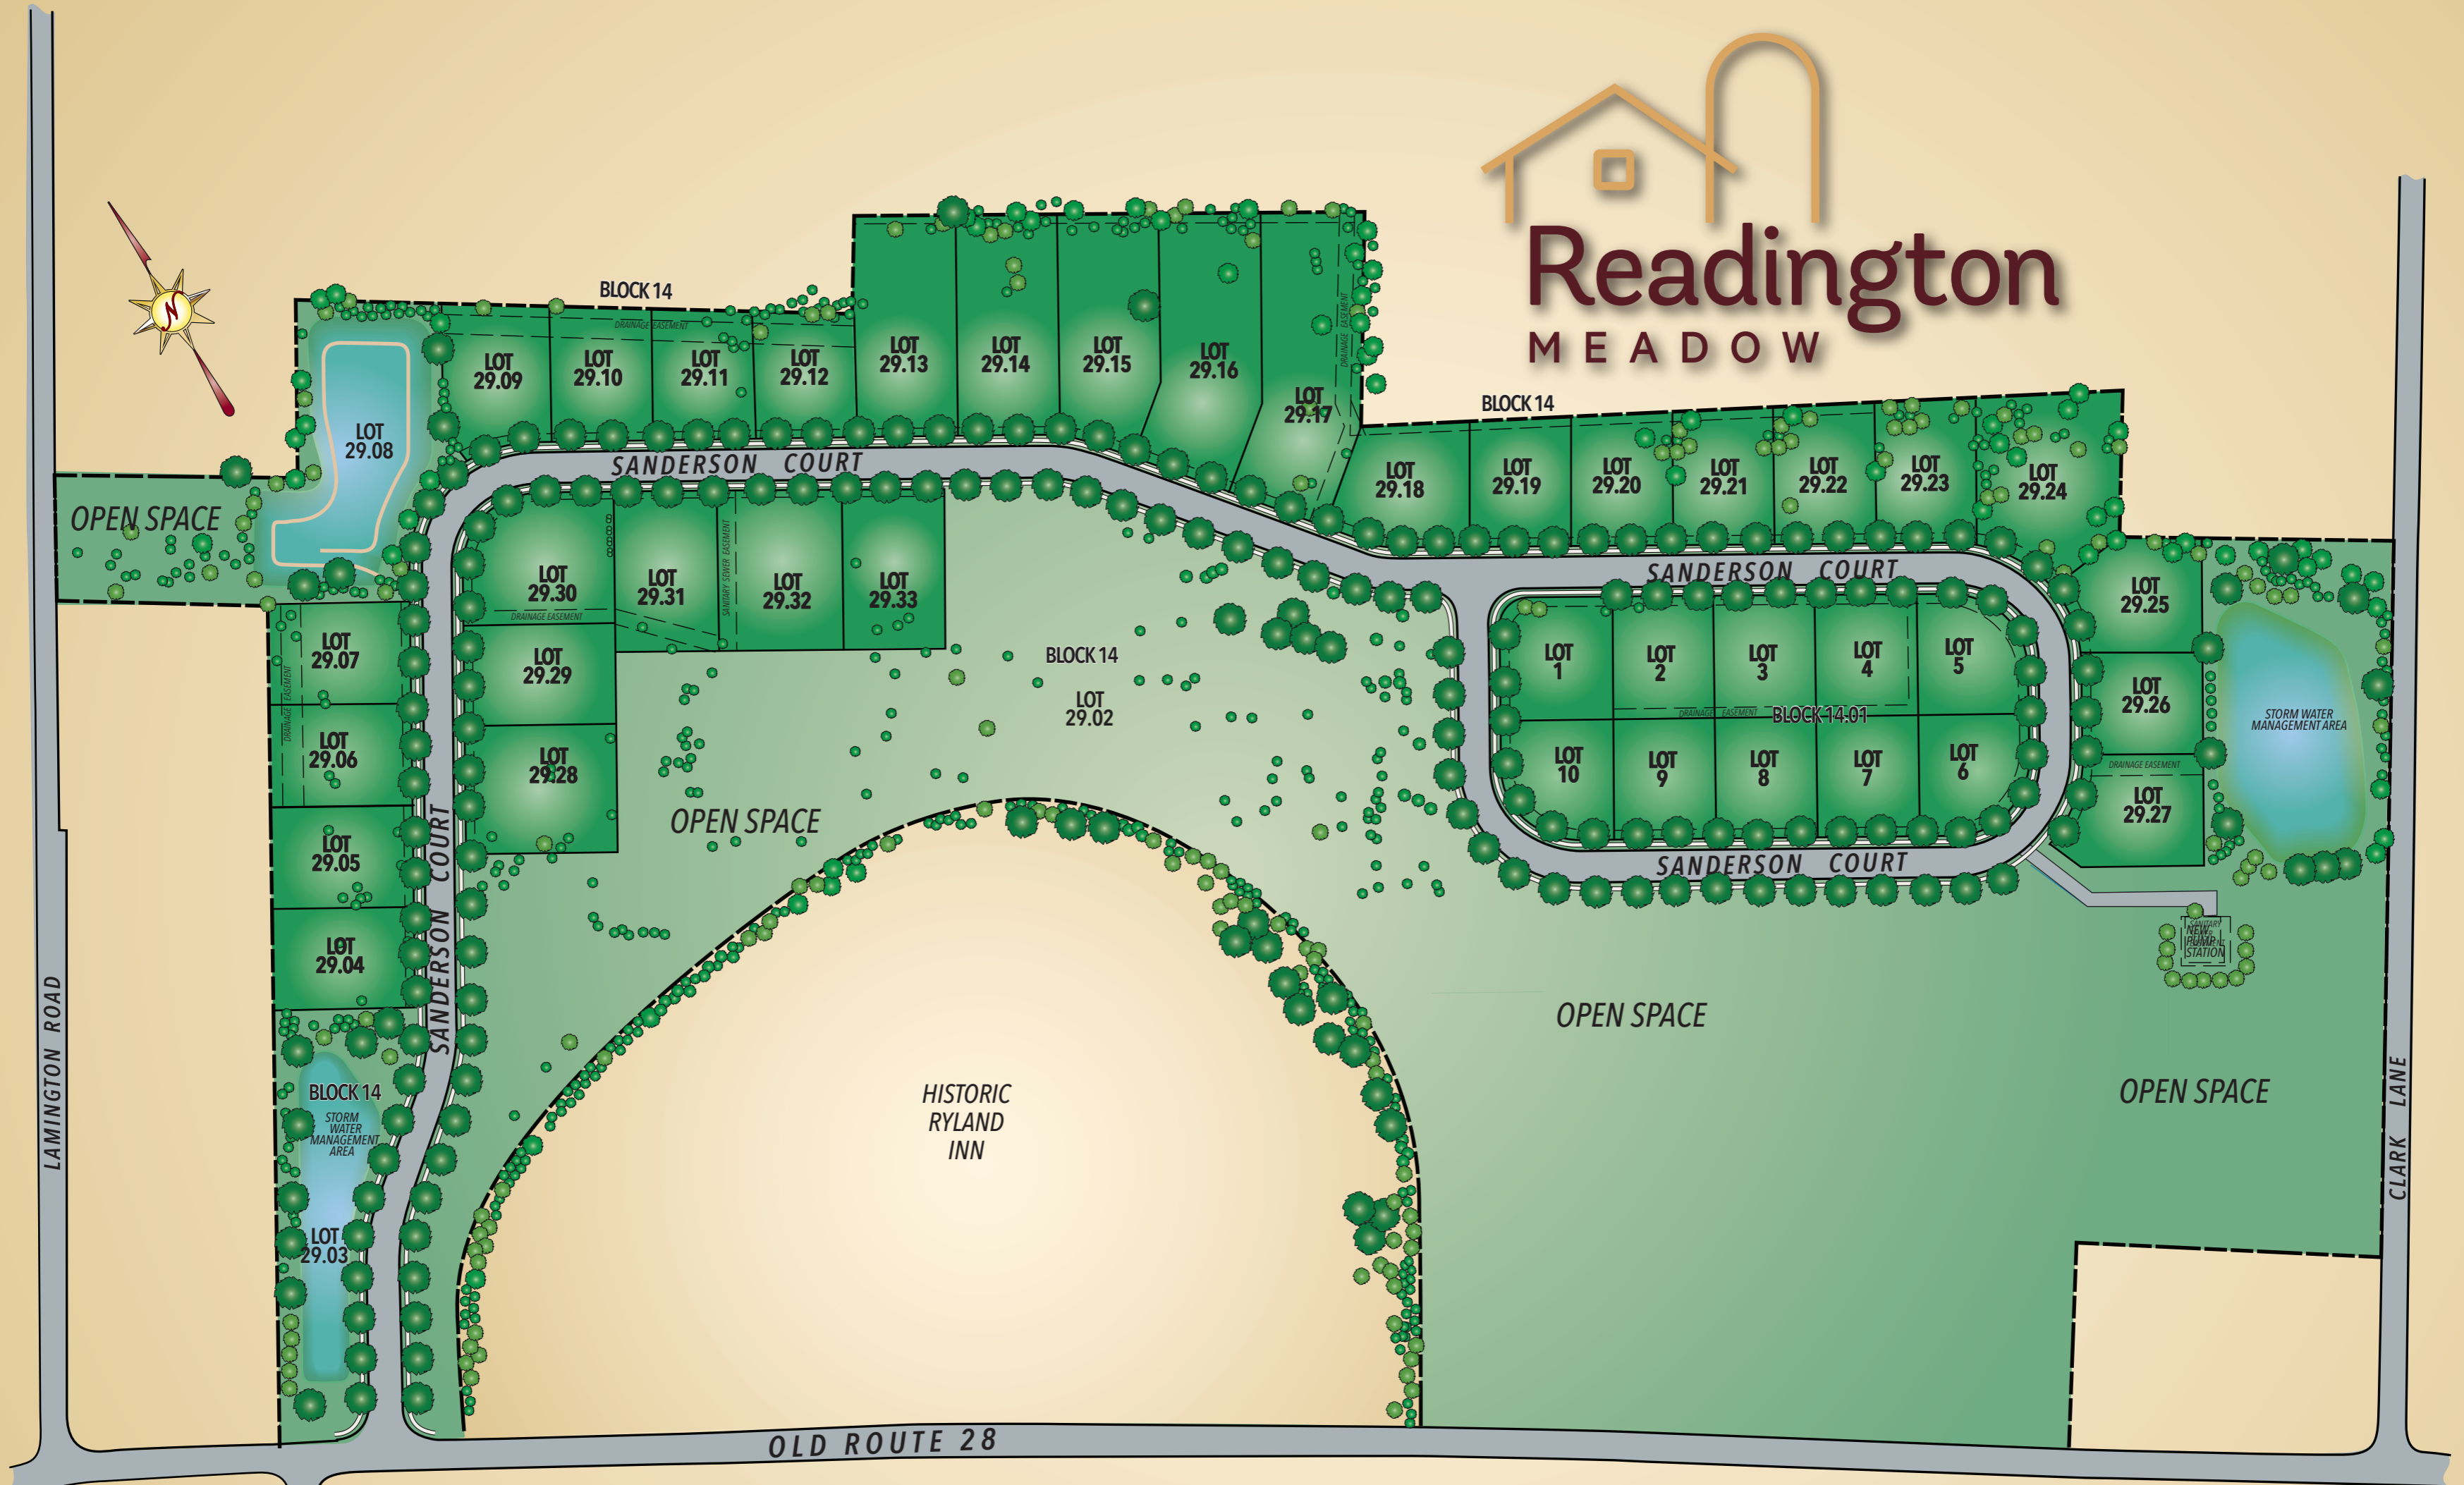 Readington
MEADOW
N
BLOCK 14
DRAINAGE EASEMENT
LOT
29.09
LOT
29.10
LOT
29.11
LOT
29.12
LOT
29.13
LOT
29.14
LOT
29.15
LOT
29.16
LOT
29.17
DRAINAGE EASEMENT
BLOCK 14
LOT
29.18
LOT
29.19
LOT
29.20
LOT
29.21
LOT
29.22
LOT
29.23
LOT
29.24
LOT
29.08
OPEN SPACE
SANDERSON COURT
SANDERSON COURT
LOT
29.30
DRAINAGE EASEMENT
LOT
29.31
SANITARY SEWER EASEMENT
LOT
29.32
LOT
29.33
LOT
29.29
LOT
29.28
LOT
29.07
DRAINAGE EASEMENT
LOT
29.06
LOT
29.05
LOT
29.04
SANDERSON COURT
BLOCK 14
LOT
29.02
OPEN SPACE
LOT
1
LOT
2
LOT
3
LOT
4
LOT
5
DRAINAGE EASEMENT
BLOCK 14.01
LOT
10
LOT
9
LOT
8
LOT
7
LOT
6
SANDERSON COURT
LOT
29.25
LOT
29.26
DRAINAGE EASEMENT
LOT
29.27
STORM WATER
MANAGEMENT AREA
NEW
PUMP
STATION
SANITARY
OPEN SPACE
OPEN SPACE
HISTORIC
RYLAND
INN
BLOCK 14
STORM
WATER
MANAGEMENT
AREA
LOT
29.03
LAMINGTON ROAD
CLARK LANE
OLD ROUTE 28